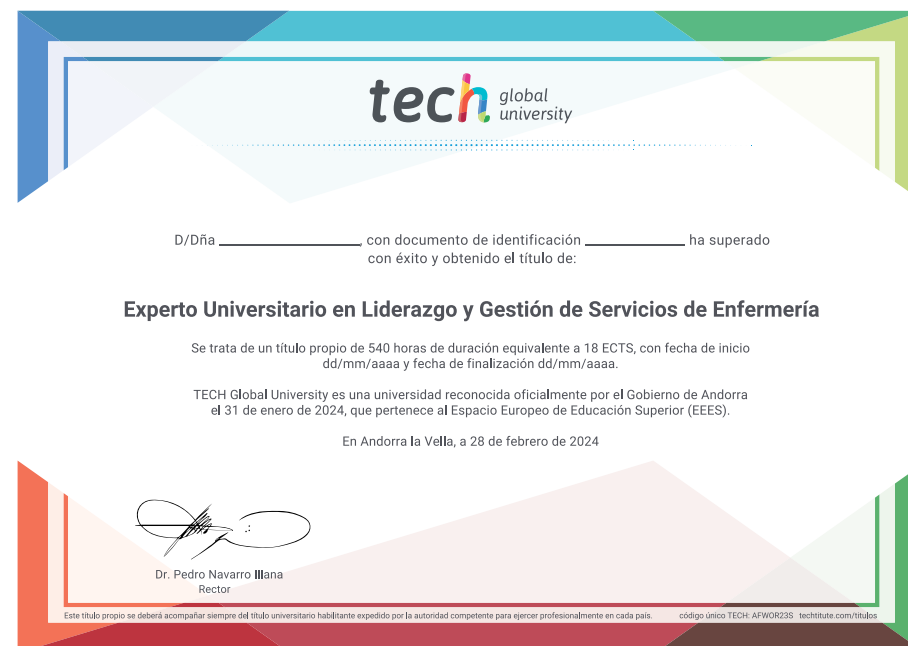 tech global university
D/Dña ____________________, con documento de identificación ______________ ha superado
con éxito y obtenido el título de:
Experto Universitario en Liderazgo y Gestión de Servicios de Enfermería
Se trata de un título propio de 540 horas de duración equivalente a 18 ECTS, con fecha de inicio
dd/mm/aaaa y fecha de finalización dd/mm/aaaa.
TECH Global University es una universidad reconocida oficialmente por el Gobierno de Andorra
el 31 de enero de 2024, que pertenece al Espacio Europeo de Educación Superior (EEES).
En Andorra la Vella, a 28 de febrero de 2024
Dr. Pedro Navarro Illana
Rector
Este título propio se deberá acompañar siempre del título universitario habilitante expedido por la autoridad competente para ejercer profesionalmente en cada país. código único TECH: AFWOR23S techtitute.com/titulos